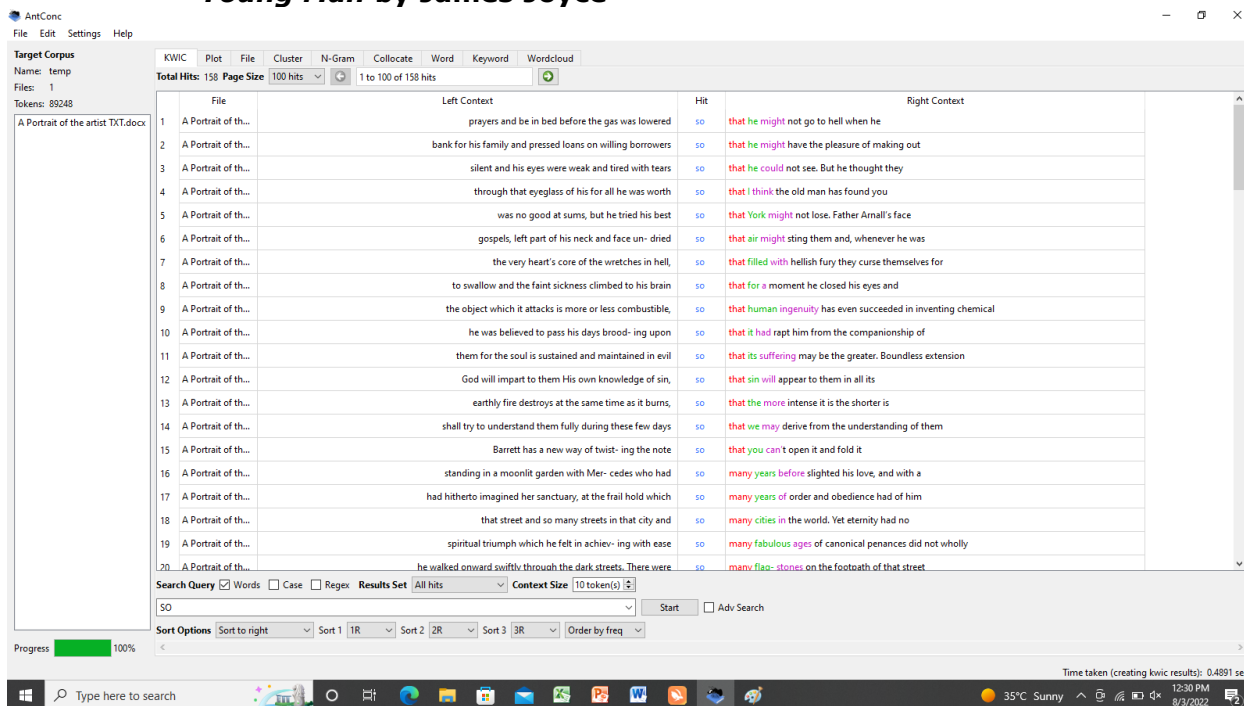 Young Man by James Joyce
AntConc
File Edit Settings Help
Target Corpus
Name: temp
Files: 1
Tokens: 89248
A Portrait of the artist TXT.docx
KWIC Plot File Cluster N-Gram Collocate Word Keyword Wordcloud
Total Hits: 158 Page Size 100 hits 1 to 100 of 158 hits
File Left Context Hit Right Context
1 A Portrait of th... prayers and be in bed before the gas was lowered so that he might not go to hell when he
2 A Portrait of th... bank for his family and pressed loans on willing borrowers so that he might have the pleasure of making out
3 A Portrait of th... silent and his eyes were weak and tired with tears so that he could not see. But he thought they
4 A Portrait of th... through that eyeglass of his for all he was worth so that I think the old man has found you
5 A Portrait of th... was no good at sums, but he tried his best so that York might not lose. Father Arnall's face
6 A Portrait of th... gospels, left part of his neck and face un- dried so that air might sting them and, whenever he was
7 A Portrait of th... the very heart's core of the wretches in hell, so that filled with hellish fury they curse themselves for
8 A Portrait of th... to swallow and the faint sickness climbed to his brain so that for a moment he closed his eyes and
9 A Portrait of th... the object which it attacks is more or less combustible, so that human ingenuity has even succeeded in inventing chemical
10 A Portrait of th... he was believed to pass his days brood- ing upon so that it had rapt him from the companionship of
11 A Portrait of th... them for the soul is sustained and maintained in evil so that its suffering may be the greater. Boundless extension
12 A Portrait of th... God will impart to them His own knowledge of sin, so that sin will appear to them in all its
13 A Portrait of th... earthly fire destroys at the same time as it burns, so that the more intense it is the shorter is
14 A Portrait of th... shall try to understand them fully during these few days so that we may derive from the understanding of them
15 A Portrait of th... Barrett has a new way of twist- ing the note so that you can't open it and fold it
16 A Portrait of th... standing in a moonlit garden with Mer- cedes who had so many years before slighted his love, and with a
17 A Portrait of th... had hitherto imagined her sanctuary, at the frail hold which so many years of order and obedience had of him
18 A Portrait of th... that street and so many streets in that city and so many cities in the world. Yet eternity had no
19 A Portrait of th... spiritual triumph which he felt in achiev- ing with ease so many fabulous ages of canonical penances did not wholly
20 A Portrait of th... he walked onward swiftly through the dark streets. There were so many flag- stones on the footpath of that street
Search Query Words Case Regex Results Set All hits Context Size 10 token(s)
SO Start Adv Search
Sort Options Sort to right Sort 1 1R Sort 2 2R Sort 3 3R Order by freq
Progress 100%
Time taken (creating kwic results): 0.4891 se
Type here to search 35°C Sunny 12:30 PM
8/3/2022